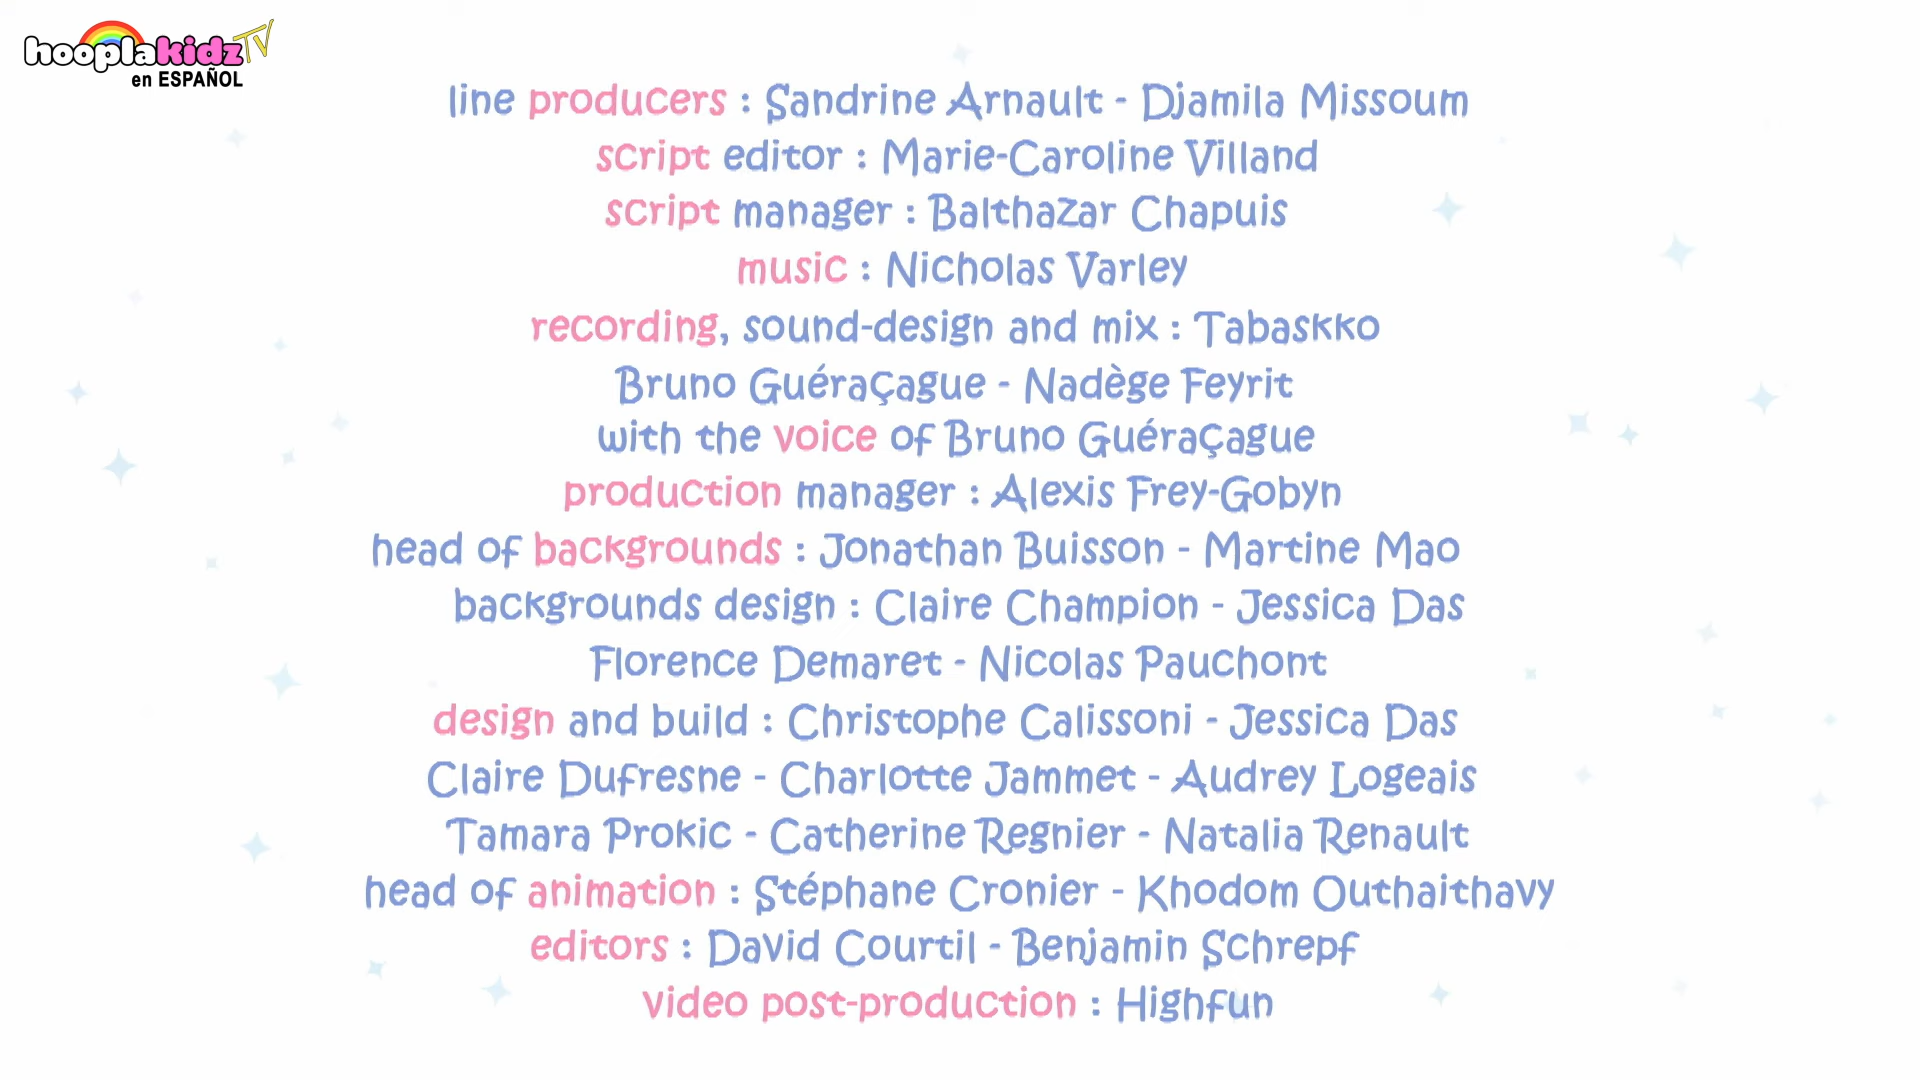 hooplakidz TV
en ESPAÑOL
line producers : Sandrine Arnault - Djamila Missoum
script editor : Marie-Caroline Villand
script manager : Balthazar Chapuis
music : Nicholas Varley
recording, sound-design and mix : Tabaskko
Bruno Guéraçague - Nadège Feyrit
with the voice of Bruno Guéraçague
production manager : Alexis Frey-Gobyn
head of backgrounds : Jonathan Buisson - Martine Mao
backgrounds design : Claire Champion - Jessica Das
Florence Demaret - Nicolas Pauchont
design and build : Christophe Calissoni - Jessica Das
Claire Dufresne - Charlotte Jammet - Audrey Logeais
Tamara Prokic - Catherine Regnier - Natalia Renault
head of animation : Stéphane Cronier - Khodom Outhaithavy
editors : David Courtil - Benjamin Schrepf
video post-production : Highfun